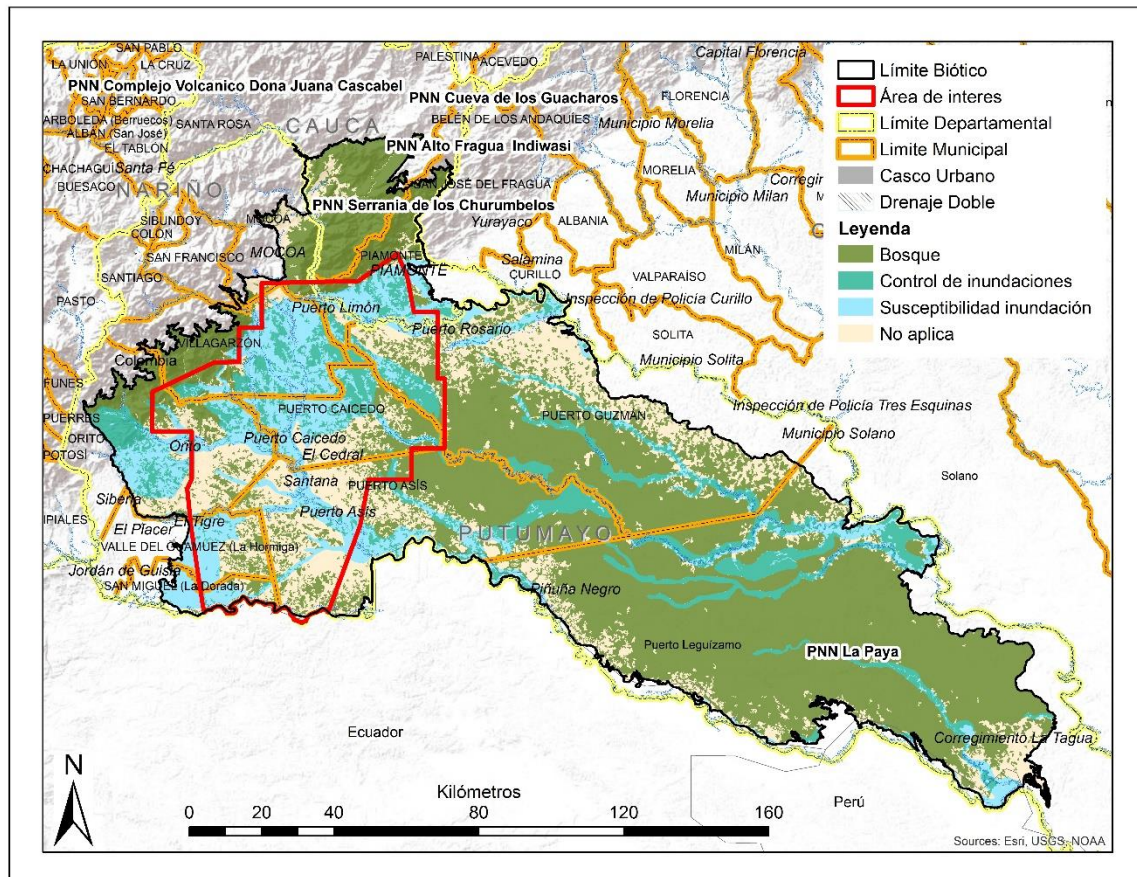 SAN PABLO
LA UNION
LA CRUZ
PALESTINA
ACEVEDO
Capital Florencia
PNN Complejo Volcanico Dona Juana Cascabel
SAN BERNARDO
PNN Cueva de los Guacharos
FLORENCIA
ARBOLEDA (Berruecos)
SANTA ROSA
CAUCA
BELÉN DE LOS ANDAQUÍES
Municipio Morelia
ALBAN (San José)
EL TABLÓN
PNN Alto Fragua Indiwasi
CHACHAGUÍ
Santa Fé
MORELIA
BUESACO
NARIÑO
SAN JOSÉ DEL FRAGUA
Municipio Milan
PNN Serrania de los Churumbelos
SIBUNDOY
MOCOA
Yurayaco
ALBANIA
COLÓN
MILÁN
SAN FRANCISCO
MOCOA
PIAMONTE
Salamina
SANTIAGO
PIAMONTE
CURILLO
VALPARAÍSO
PASTO
Puerto Limón
Inspección de Policía Curillo
Puerto Rosario
SOLITA
VILLAGARZÓN
Colombia
Municipio Solita
FUNES
PUERRES
PUERTO CAICEDO
PUERTO GUZMÁN
Inspección de Policía Tres Esquinas
ORITO
Orito
Puerto Caicedo
Municipio Solano
POTOSÍ
El Cedral
Santana
PUERTO ASÍS
Solano
Siberia
Puerto Asis
IPIALES
El Placer
El Tigre
PUTUMAYO
VALLE DEL GUAMUEZ (La Hormiga)
Jordán de Guisía
SAN MIGUEL (La Dorada)
Piñuña Negro
Puerto Leguízamo
PNN La Paya
Ecuador
Corregimiento La Tagua
Perú
Límite Biótico
Área de interes
Límite Departamental
Limite Municipal
Casco Urbano
Drenaje Doble
Leyenda
Bosque
Control de inundaciones
Susceptibilidad inundación
No aplica
N
Kilómetros
0 20 40 80 120 160
Sources: Esri, USGS, NOAA